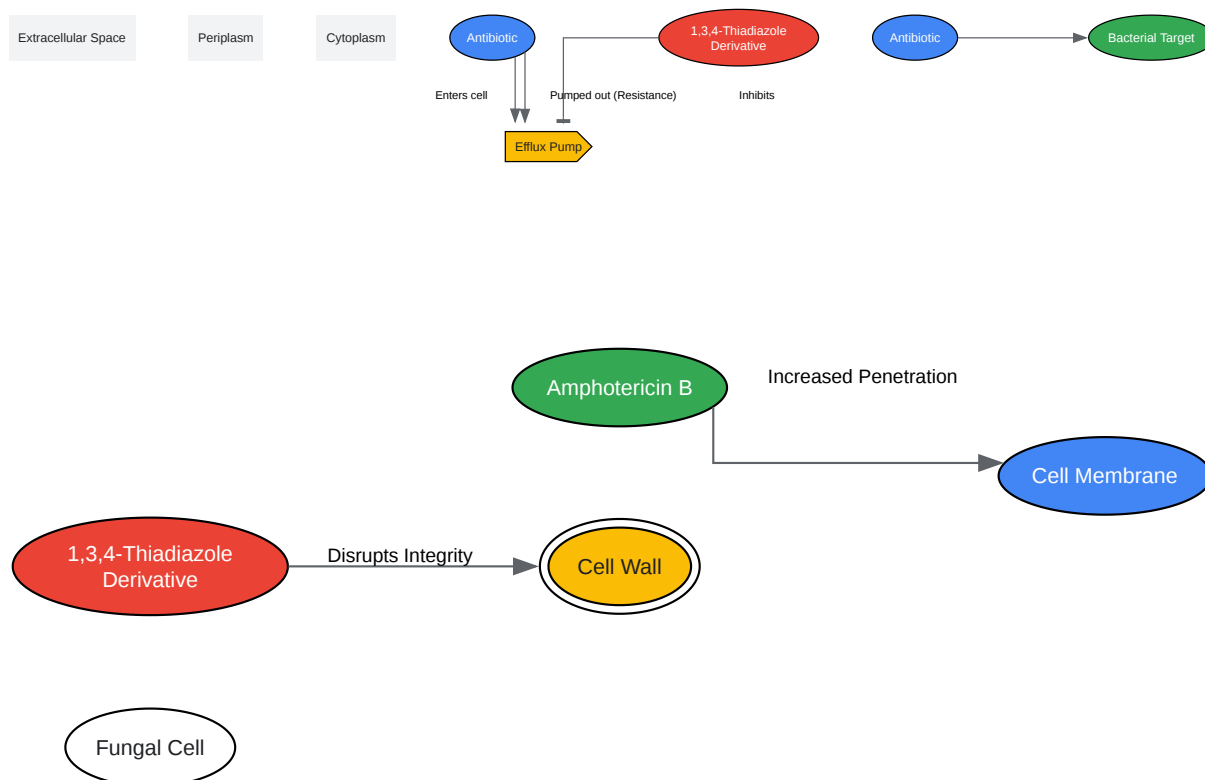 Extracellular Space
Periplasm
Cytoplasm
Antibiotic
1,3,4-Thiadiazole
Derivative
Antibiotic
Bacterial Target
Enters cell
Pumped out (Resistance)
Inhibits
Efflux Pump
Amphotericin B
Increased Penetration
Cell Membrane
1,3,4-Thiadiazole
Derivative
Disrupts Integrity
Cell Wall
Fungal Cell